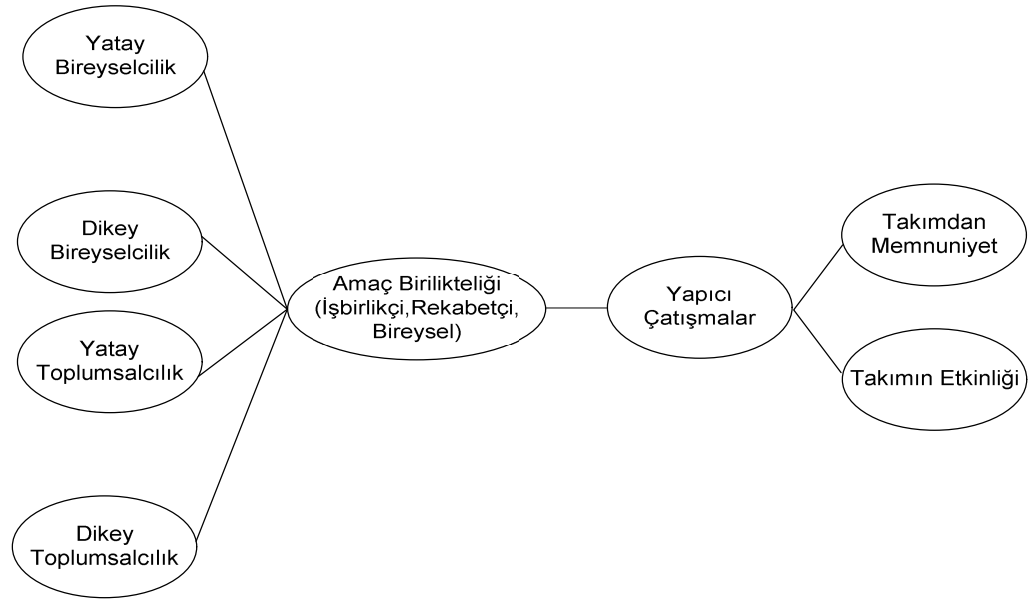 Yatay
Bireyselcilik
Dikey
Bireyselcilik
Yatay
Toplumsalcılık
Dikey
Toplumsalcılık
Amaç Birilikteliği
(İşbirlikçi,Rekabetçi,
Bireysel)
Yapıcı
Çatışmalar
Takımdan
Memnuniyet
Takımın Etkinliği